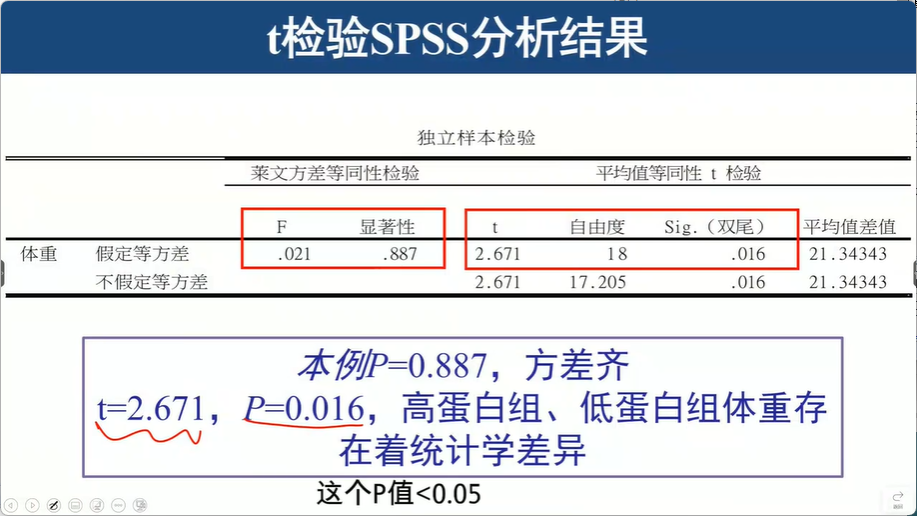 t检验SPSS分析结果
独立样本检验
莱文方差等同性检验 平均值等同性 t 检验
F 显著性 t 自由度 Sig.（双尾） 平均值差值
体重 假定等方差 .021 .887 2.671 18 .016 21.34343
不假定等方差 2.671 17.205 .016 21.34343
本例P=0.887，方差齐
t=2.671，P=0.016，高蛋白组、低蛋白组体重存
在着统计学差异
这个P值<0.05